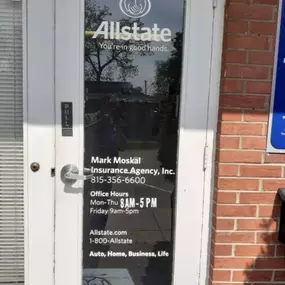 Allstate
You're in good hands.
PULL
Mark Moskal
Insurance Agency, Inc.
815-356-6600
Office Hours
Mon-Thu 8AM-5PM
Friday 9am-5pm
Allstate.com
1-800-Allstate
Auto, Home, Business, Life